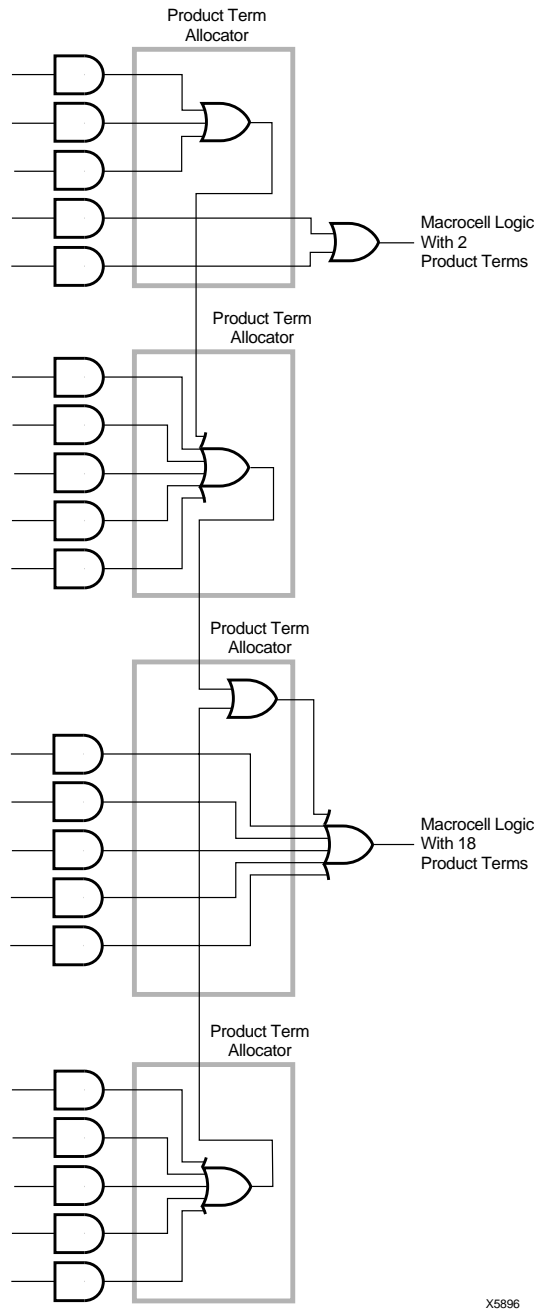 Product Term
Allocator
Macrocell Logic
With 2
Product Terms
Product Term
Allocator
Product Term
Allocator
Macrocell Logic
With 18
Product Terms
Product Term
Allocator
X5896